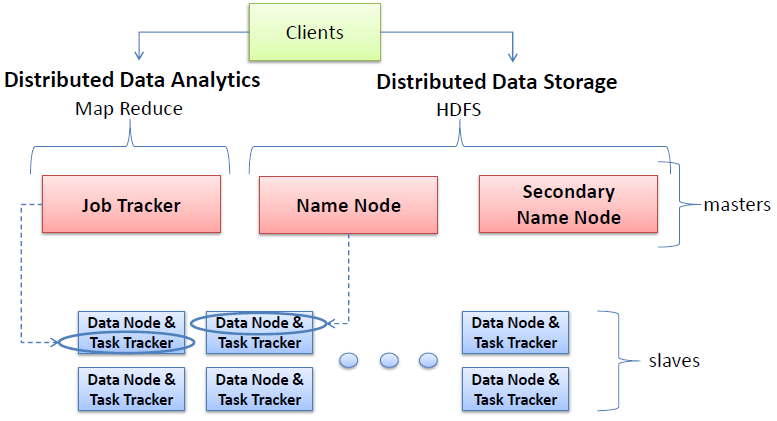 Clients
Distributed Data Analytics
Map Reduce
Distributed Data Storage
HDFS
Job Tracker
Name Node
Secondary
Name Node
masters
Data Node &
Task Tracker
Data Node &
Task Tracker
Data Node &
Task Tracker
Data Node &
Task Tracker
Data Node &
Task Tracker
Data Node &
Task Tracker
slaves